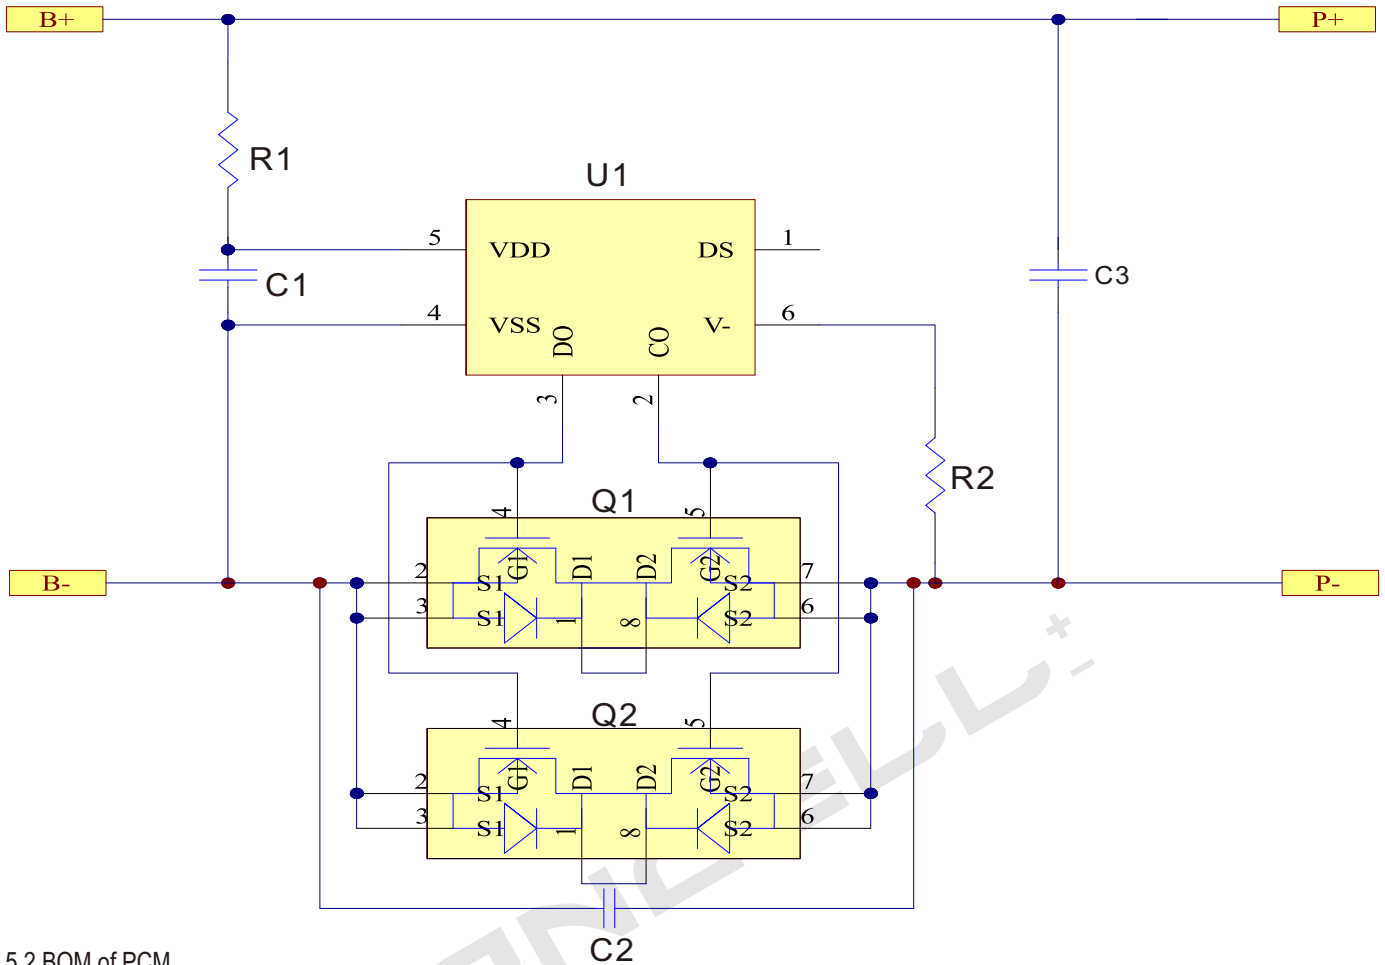 B+
P+
R1
U1
5
VDD
DS
1
C1
C3
4
VSS
DO
CO
V-
6
3
2
R2
Q1
4
5
B-
2
S1
G1
D1
D2
G2
S2
7
P-
3
S1
1
8
S2
6
Q2
4
5
2
S1
G1
D1
D2
G2
S2
7
3
S1
1
8
S2
6
C2
5.2 BOM of PCM